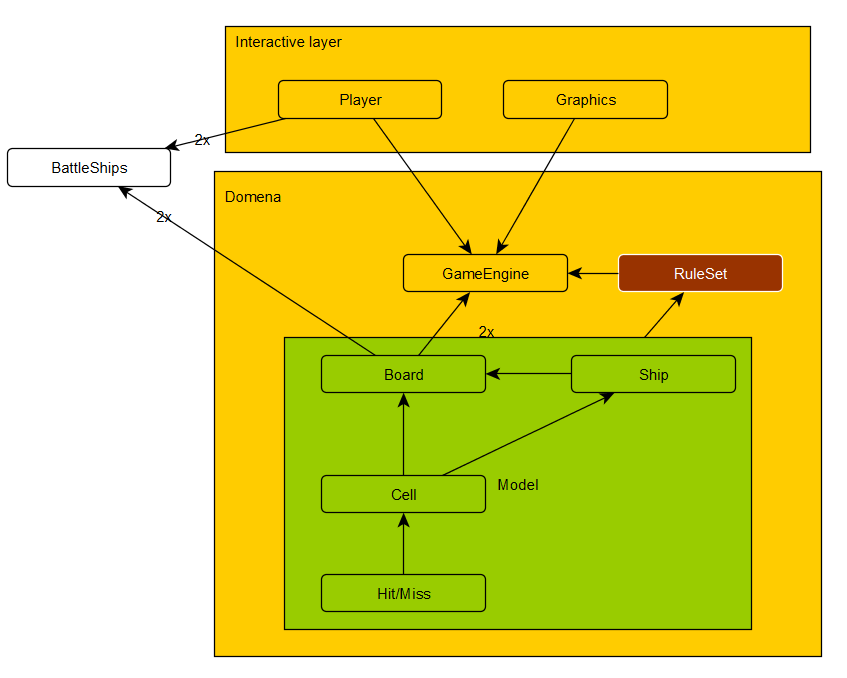 Interactive layer
Player
Graphics
2x
BattleShips
2x
Domena
GameEngine
RuleSet
2x
Board
Ship
Cell
Model
Hit/Miss